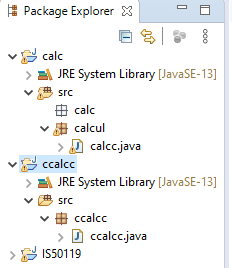 Package Explorer
calc
JRE System Library [JavaSE-13]
src
calc
calcul
calcc.java
ccalcc
JRE System Library [JavaSE-13]
src
ccalcc
ccalcc.java
IS50119